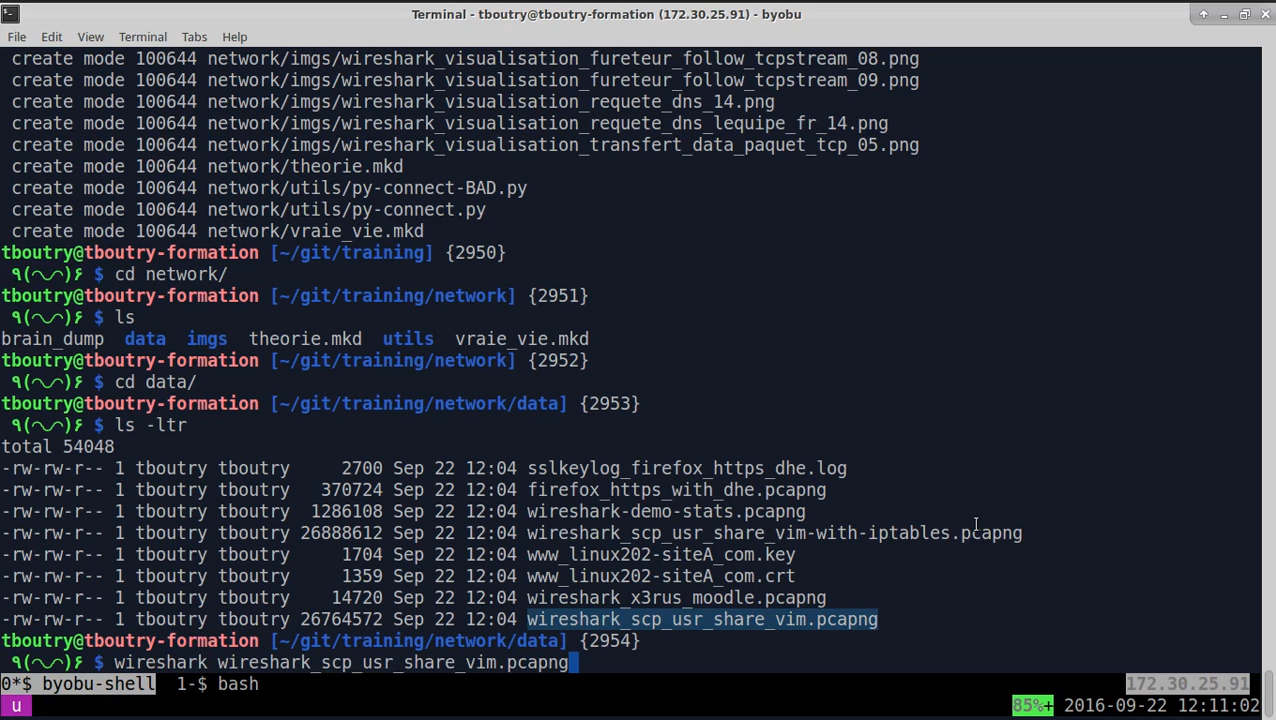 Terminal - tboutry@tboutry-formation (172.30.25.91) - byobu
File Edit View Terminal Tabs Help
create mode 100644 network/imgs/wireshark_visualisation_fureteur_follow_tcpstream_08.png
create mode 100644 network/imgs/wireshark_visualisation_fureteur_follow_tcpstream_09.png
create mode 100644 network/imgs/wireshark_visualisation_requete_dns_14.png
create mode 100644 network/imgs/wireshark_visualisation_requete_dns_lequipe_fr_14.png
create mode 100644 network/imgs/wireshark_visualisation_transfert_data_paquet_tcp_05.png
create mode 100644 network/theorie.mkd
create mode 100644 network/utils/py-connect-BAD.py
create mode 100644 network/utils/py-connect.py
create mode 100644 network/vraie_vie.mkd
tboutry@tboutry-formation [~/git/training] {2950}
٩(◠‿◠)۶ $ cd network/
tboutry@tboutry-formation [~/git/training/network] {2951}
٩(◠‿◠)۶ $ ls
brain_dump data imgs theorie.mkd utils vraie_vie.mkd
tboutry@tboutry-formation [~/git/training/network] {2952}
٩(◠‿◠)۶ $ cd data/
tboutry@tboutry-formation [~/git/training/network/data] {2953}
٩(◠‿◠)۶ $ ls -ltr
total 54048
-rw-rw-r-- 1 tboutry tboutry 2700 Sep 22 12:04 sslkeylog_firefox_https_dhe.log
-rw-rw-r-- 1 tboutry tboutry 370724 Sep 22 12:04 firefox_https_with_dhe.pcapng
-rw-rw-r-- 1 tboutry tboutry 1286108 Sep 22 12:04 wireshark-demo-stats.pcapng
-rw-rw-r-- 1 tboutry tboutry 26888612 Sep 22 12:04 wireshark_scp_usr_share_vim-with-iptables.pcapng
-rw-rw-r-- 1 tboutry tboutry 1704 Sep 22 12:04 www_linux202-siteA_com.key
-rw-rw-r-- 1 tboutry tboutry 1359 Sep 22 12:04 www_linux202-siteA_com.crt
-rw-rw-r-- 1 tboutry tboutry 14720 Sep 22 12:04 wireshark_x3rus_moodle.pcapng
-rw-rw-r-- 1 tboutry tboutry 26764572 Sep 22 12:04 wireshark_scp_usr_share_vim.pcapng
tboutry@tboutry-formation [~/git/training/network/data] {2954}
٩(◠‿◠)۶ $ wireshark wireshark_scp_usr_share_vim.pcapng
0*$ byobu-shell 1-$ bash 172.30.25.91
u 85%+ 2016-09-22 12:11:02